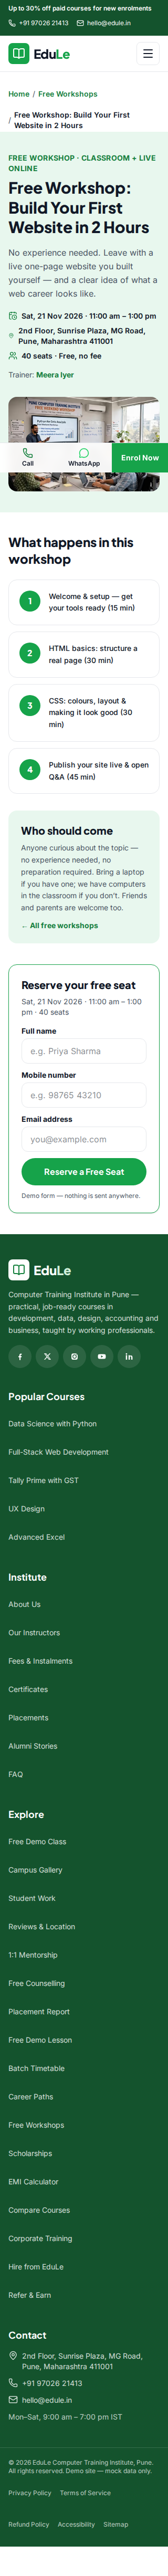 Up to 30% off paid courses for new enrolments
+91 97026 21413 hello@edule.in
EduLe
Home / Free Workshops
/ Free Workshop: Build Your First
Website in 2 Hours
FREE WORKSHOP · CLASSROOM + LIVE
ONLINE
Free Workshop:
Build Your First
Website in 2 Hours
No experience needed. Leave with a
live one-page website you built
yourself — and a clear idea of what
web career looks like.
Sat, 21 Nov 2026 · 11:00 am – 1:00 pm
2nd Floor, Sunrise Plaza, MG Road,
Pune, Maharashtra 411001
40 seats · Free, no fee
Trainer: Meera Iyer
Call
WhatsApp
Enrol Now
What happens in this
workshop
1 Welcome & setup — get
your tools ready (15 min)
2 HTML basics: structure a
real page (30 min)
3 CSS: colours, layout &
making it look good (30
min)
4 Publish your site live & open
Q&A (45 min)
Who should come
Anyone curious about the topic —
no experience needed, no
preparation required. Bring a laptop
if you have one; we have computers
in the classroom if you don't. Friends
and parents are welcome too.
← All free workshops
Reserve your free seat
Sat, 21 Nov 2026 · 11:00 am – 1:00
pm · 40 seats
Full name
e.g. Priya Sharma
Mobile number
e.g. 98765 43210
Email address
you@example.com
Reserve a Free Seat
Demo form — nothing is sent anywhere.
EduLe
Computer Training Institute in Pune —
practical, job-ready courses in
development, data, design, accounting and
business, taught by working professionals.
Popular Courses
Data Science with Python
Full-Stack Web Development
Tally Prime with GST
UX Design
Advanced Excel
Institute
About Us
Our Instructors
Fees & Instalments
Certificates
Placements
Alumni Stories
FAQ
Explore
Free Demo Class
Campus Gallery
Student Work
Reviews & Location
1:1 Mentorship
Free Counselling
Placement Report
Free Demo Lesson
Batch Timetable
Career Paths
Free Workshops
Scholarships
EMI Calculator
Compare Courses
Corporate Training
Hire from EduLe
Refer & Earn
Contact
2nd Floor, Sunrise Plaza, MG Road,
Pune, Maharashtra 411001
+91 97026 21413
hello@edule.in
Mon–Sat, 9:00 am – 7:00 pm IST
© 2026 EduLe Computer Training Institute, Pune.
All rights reserved. Demo site — mock data only.
Privacy Policy Terms of Service
Refund Policy Accessibility Sitemap